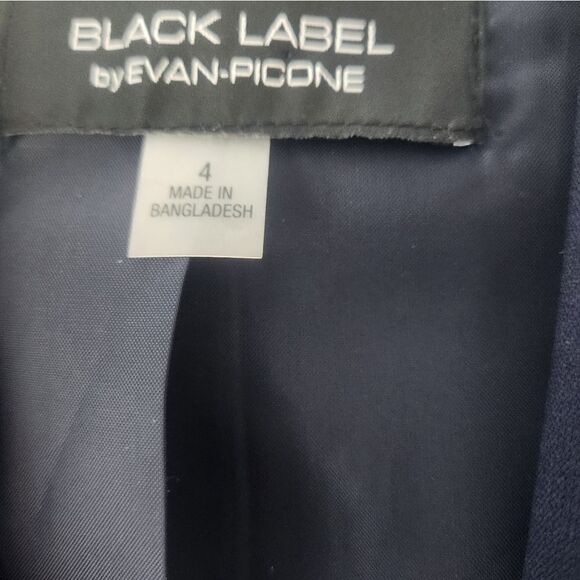 BLACK LABEL
by EVAN-PICONE
4
MADE IN
BANGLADESH